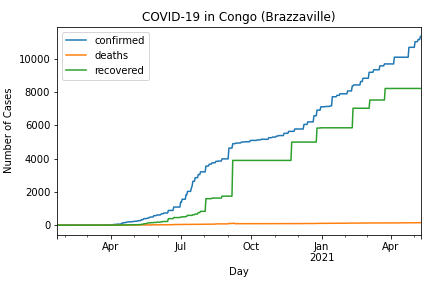 COVID-19 in Congo (Brazzaville)
confirmed
deaths
recovered
Number of Cases
10000
8000
6000
4000
2000
0
Apr Jul Oct Jan Apr
2021
Day